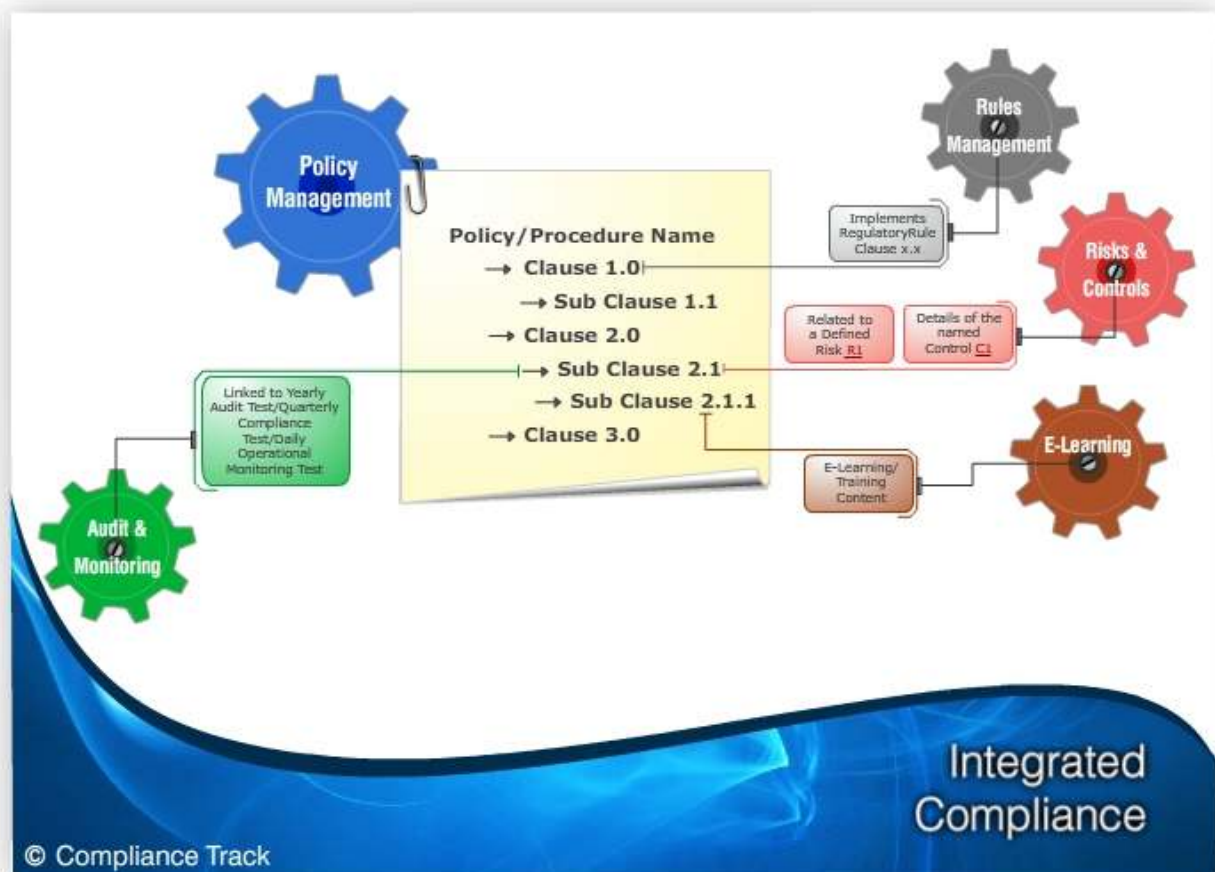 Policy
Management
Rules
Management
Policy/Procedure Name
Clause 1.0
Sub Clause 1.1
Clause 2.0
Sub Clause 2.1
Sub Clause 2.1.1
Clause 3.0
Implements
RegulatoryRule
Clause x.x
Risks &
Controls
Related to
a Defined
Risk R1
Details of the
named
Control C1
Linked to Yearly
Audit Test/Quarterly
Compliance
Test/Daily
Operational
Monitoring Test
E-Learning
E-Learning/
Training
Content
Audit &
Monitoring
Integrated
Compliance
© Compliance Track